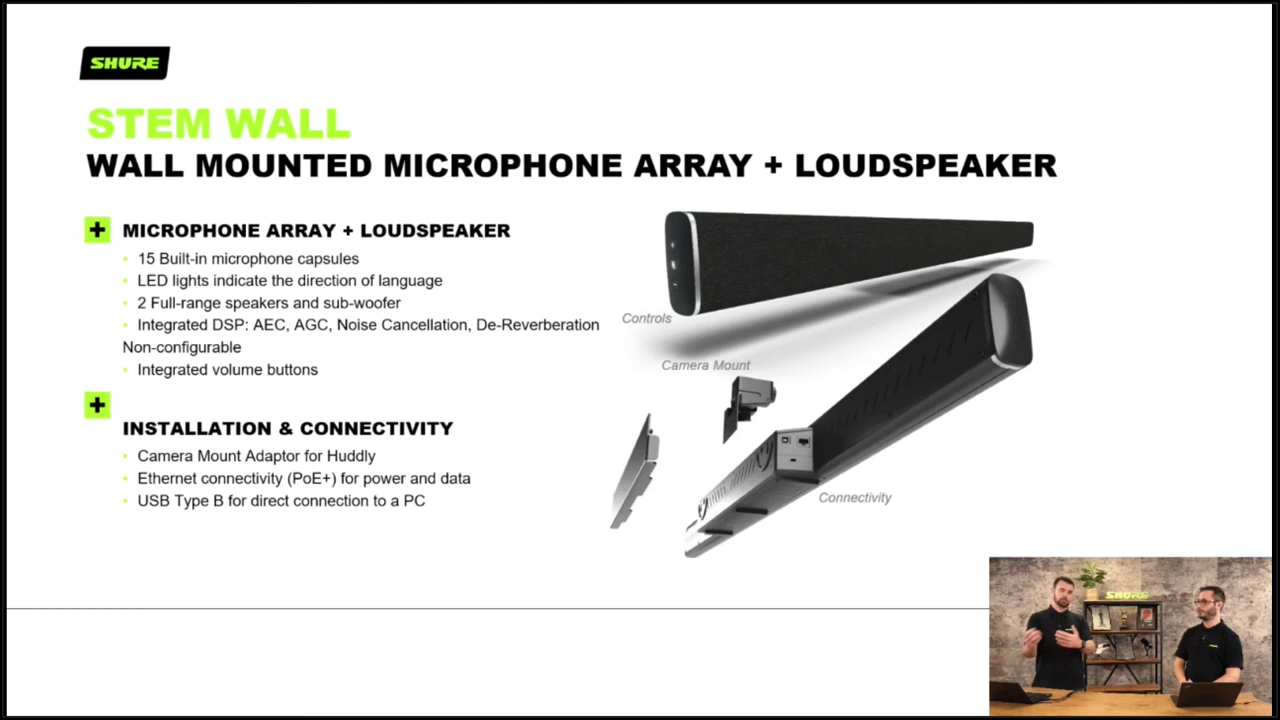 SHURE
STEM WALL
WALL MOUNTED MICROPHONE ARRAY + LOUDSPEAKER
MICROPHONE ARRAY + LOUDSPEAKER
15 Built-in microphone capsules
LED lights indicate the direction of language
2 Full-range speakers and sub-woofer
Integrated DSP: AEC, AGC, Noise Cancellation, De-Reverberation
Non-configurable
Integrated volume buttons
INSTALLATION & CONNECTIVITY
Camera Mount Adaptor for Huddly
Ethernet connectivity (PoE+) for power and data
USB Type B for direct connection to a PC
Controls
Camera Mount
Connectivity
SHURE